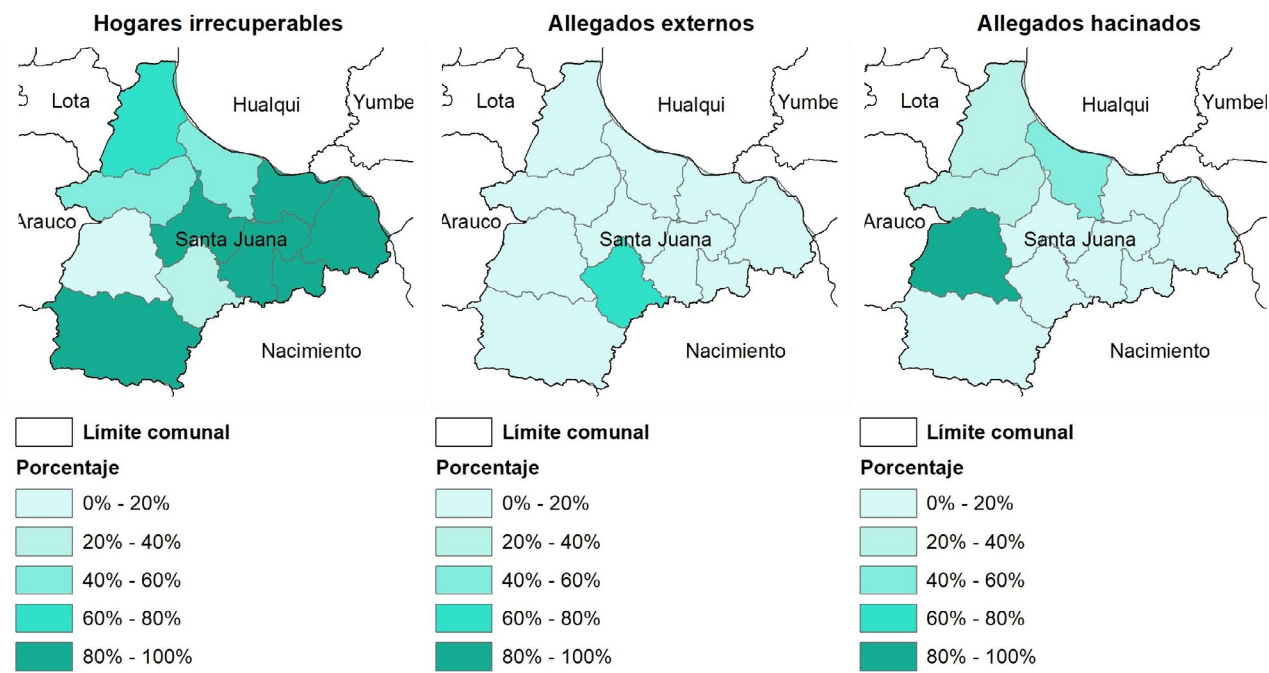 Hogares irrecuperables
Lota
Hualqui
Yumbe
Arauco
Santa Juana
Nacimiento
Límite comunal
Porcentaje
0% - 20%
20% - 40%
40% - 60%
60% - 80%
80% - 100%
Allegados externos
Lota
Hualqui
Yumbe
Arauco
Santa Juana
Nacimiento
Límite comunal
Porcentaje
0% - 20%
20% - 40%
40% - 60%
60% - 80%
80% - 100%
Allegados hacinados
Lota
Hualqui
Yumbel
Arauco
Santa Juana
Nacimiento
Límite comunal
Porcentaje
0% - 20%
20% - 40%
40% - 60%
60% - 80%
80% - 100%